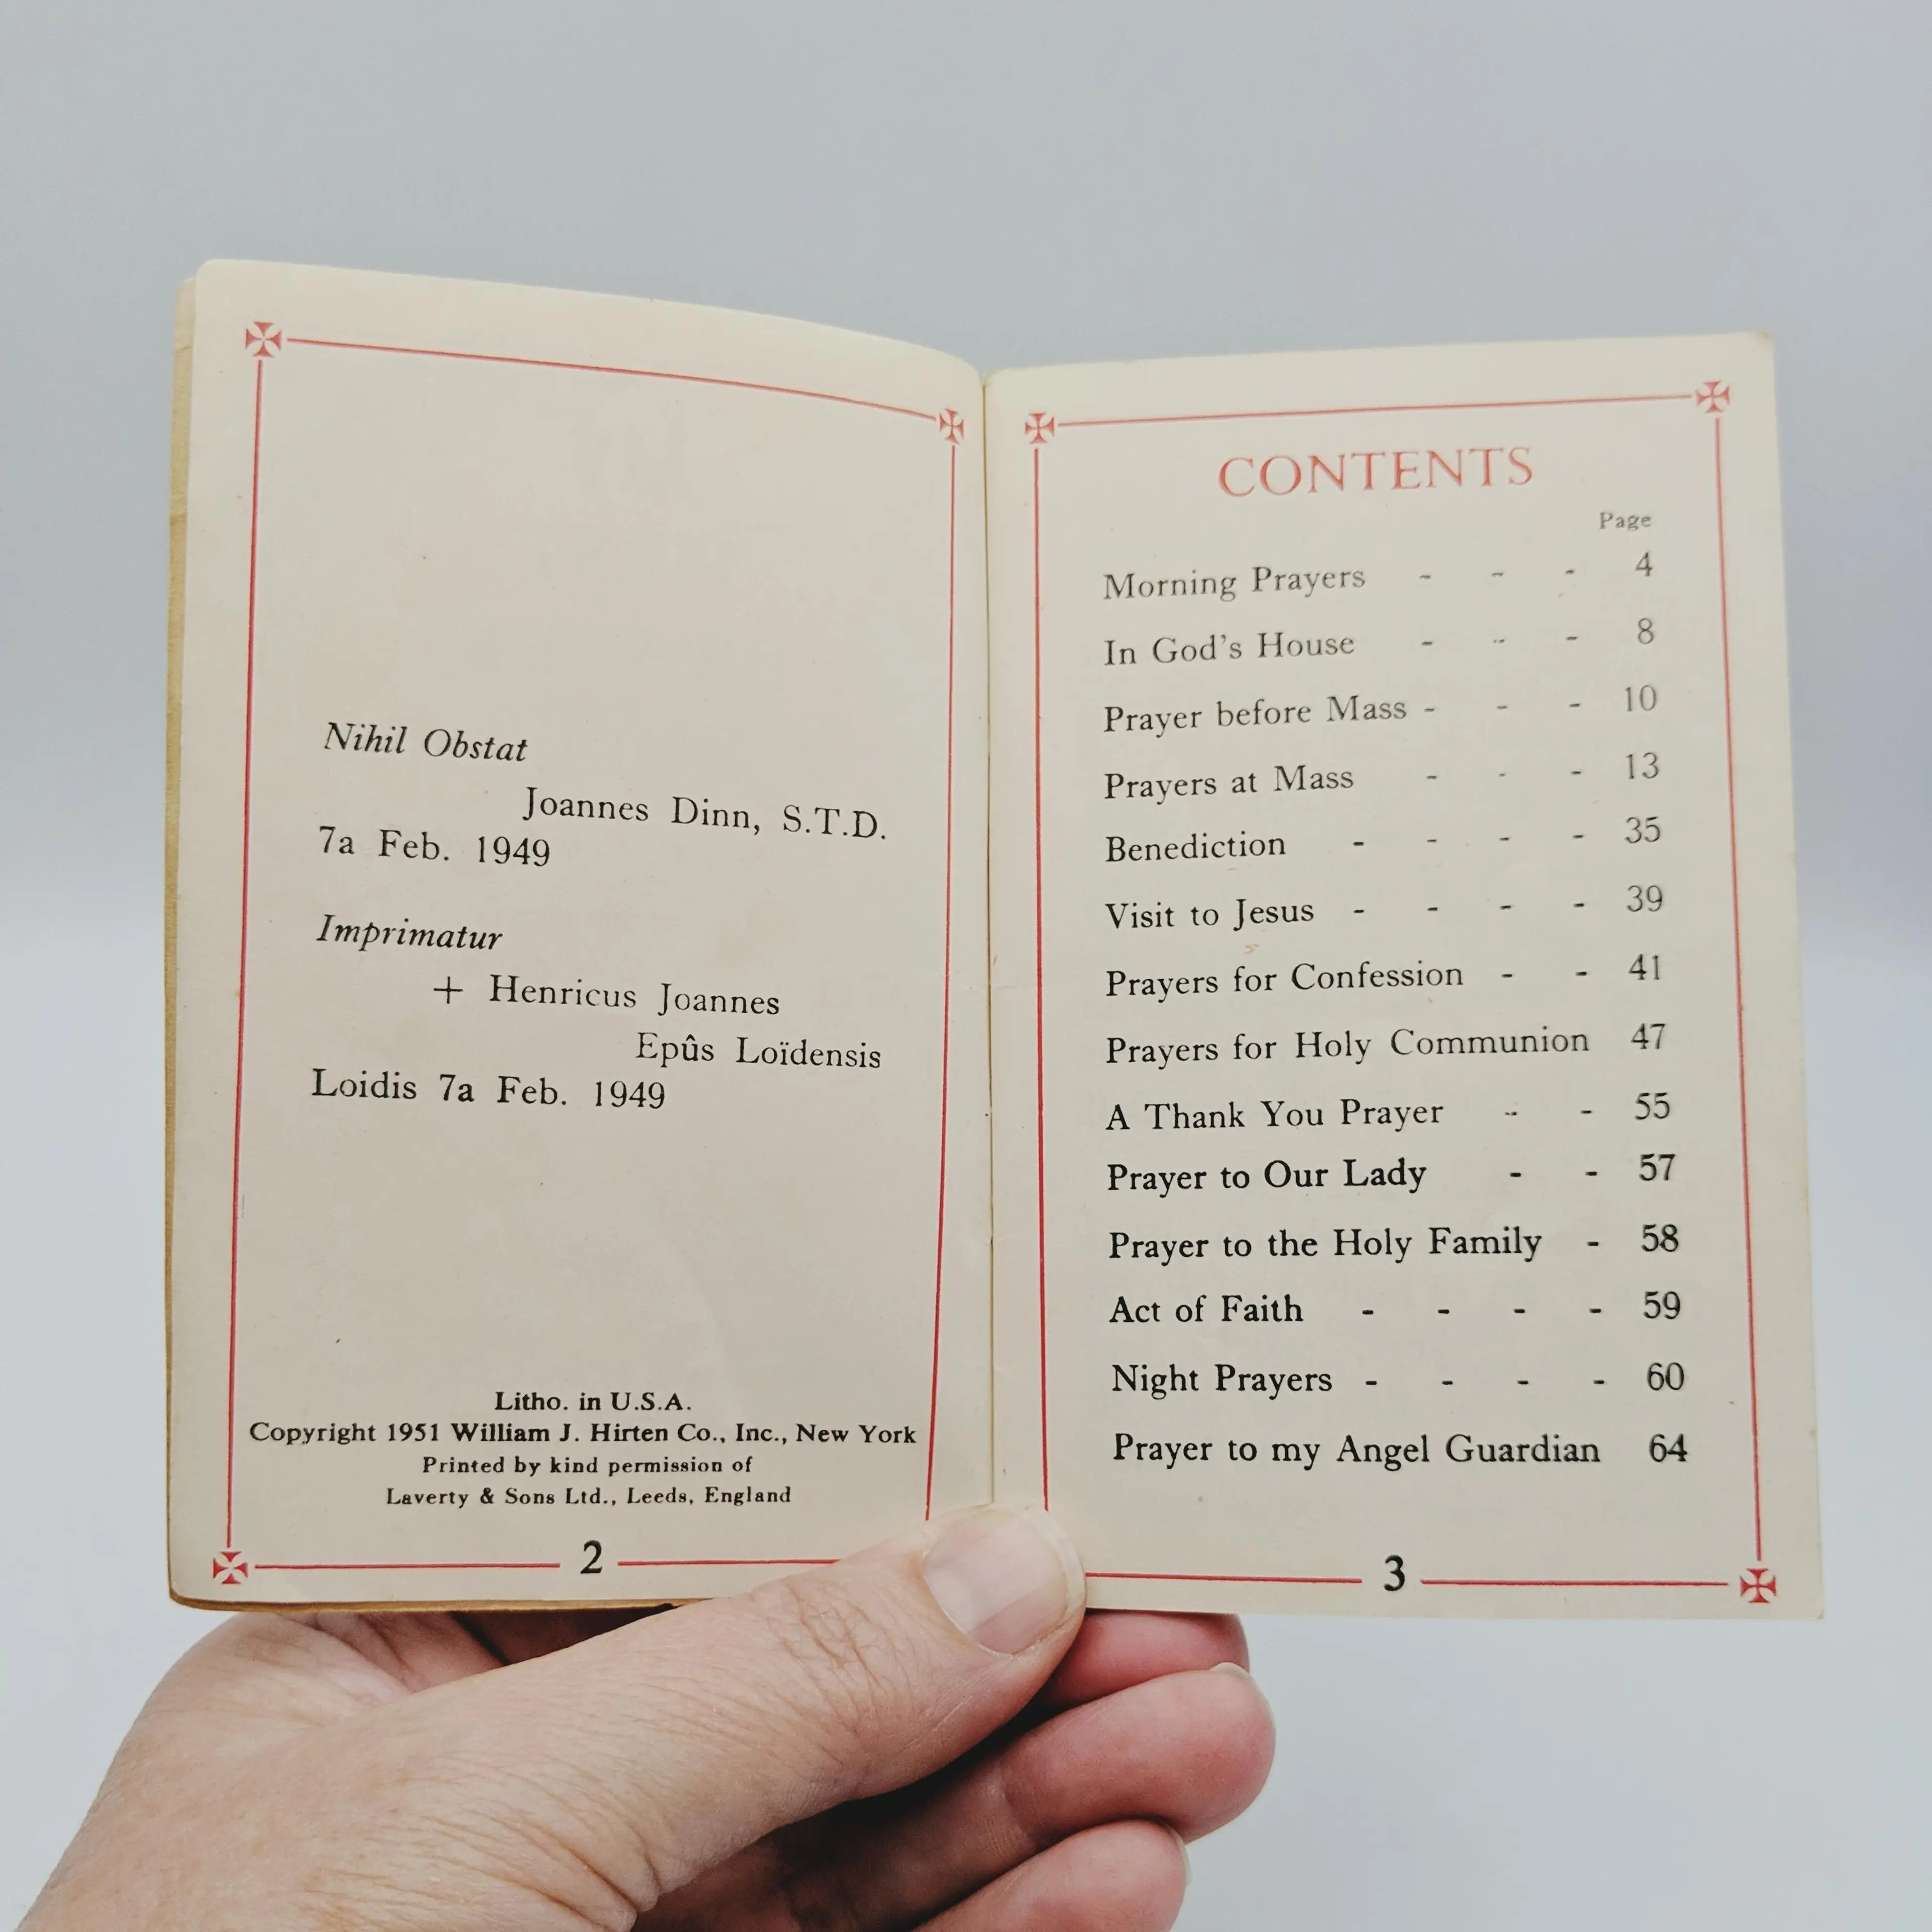 Nihil Obstat
Joannes Dinn, S.T.D.
7a Feb. 1949
Imprimatur
+ Henricus Joannes
Epûs Loïdensis
Loidis 7a Feb. 1949
Litho. in U.S.A.
Copyright 1951 William J. Hirten Co., Inc., New York
Printed by kind permission of
Laverty & Sons Ltd., Leeds, England
2
CONTENTS
Page
Morning Prayers - - - 4
In God's House - - - 8
Prayer before Mass - - - 10
Prayers at Mass - - - 13
Benediction - - - - 35
Visit to Jesus - - - - 39
Prayers for Confession - - 41
Prayers for Holy Communion 47
A Thank You Prayer - - 55
Prayer to Our Lady - - 57
Prayer to the Holy Family - 58
Act of Faith - - - - 59
Night Prayers - - - - 60
Prayer to my Angel Guardian 64
3